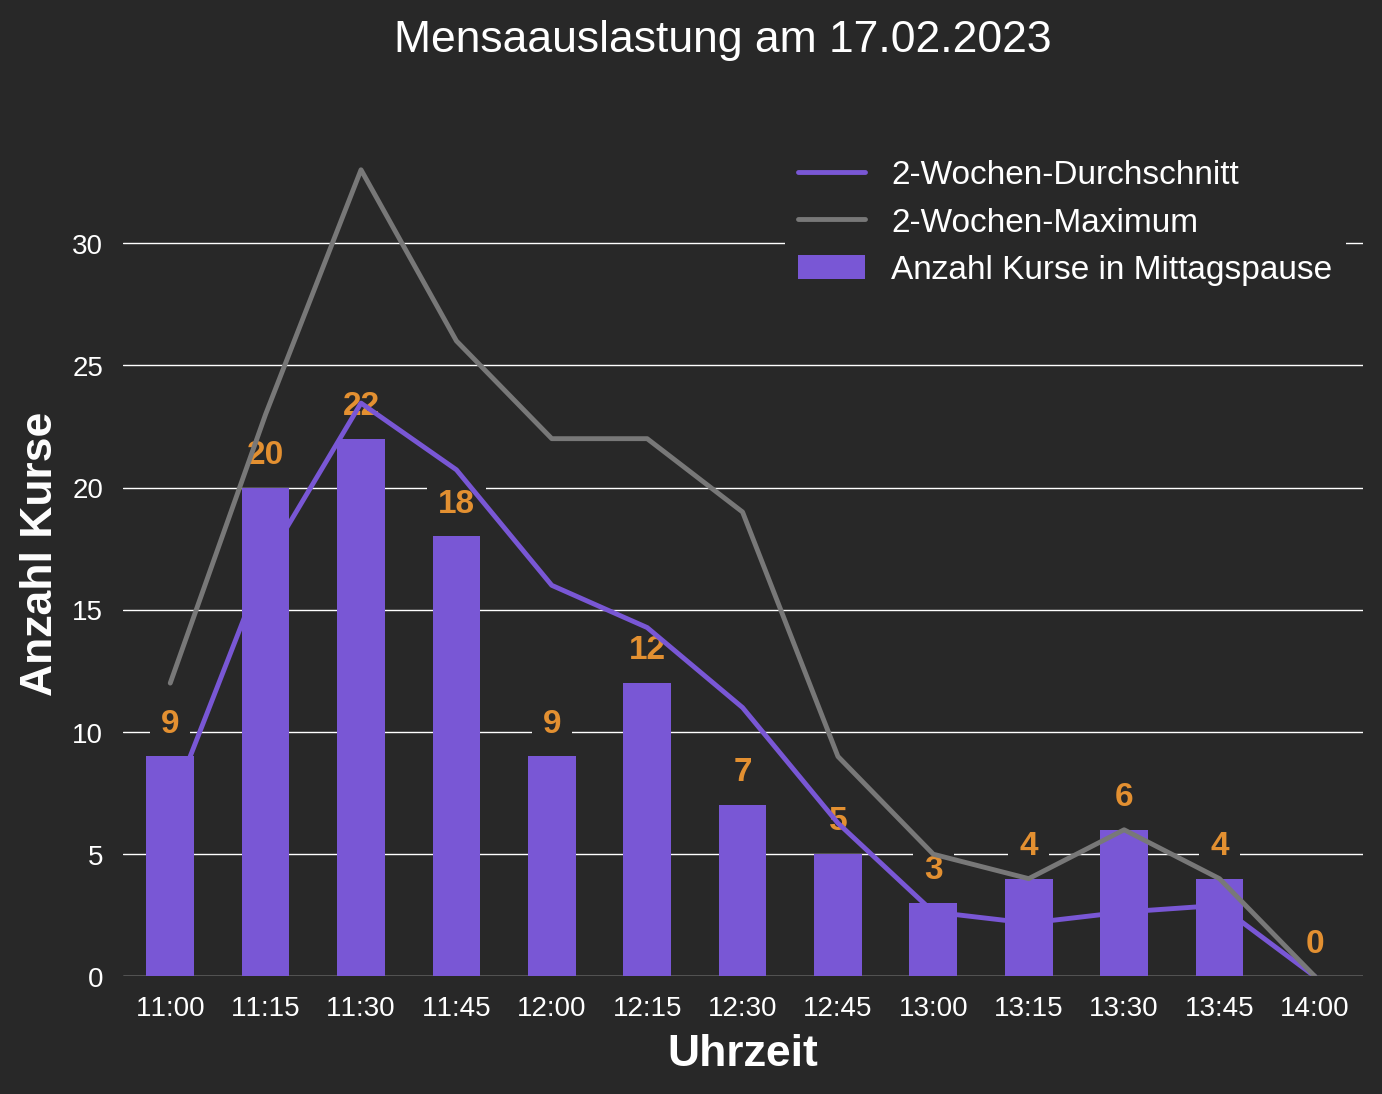 Mensaauslastung am 17.02.2023
2-Wochen-Durchschnitt
2-Wochen-Maximum
Anzahl Kurse in Mittagspause
Anzahl Kurse
30
25
20
15
10
5
0
9
20
22
18
9
12
7
5
3
4
6
4
0
11:00 11:15 11:30 11:45 12:00 12:15 12:30 12:45 13:00 13:15 13:30 13:45 14:00
Uhrzeit